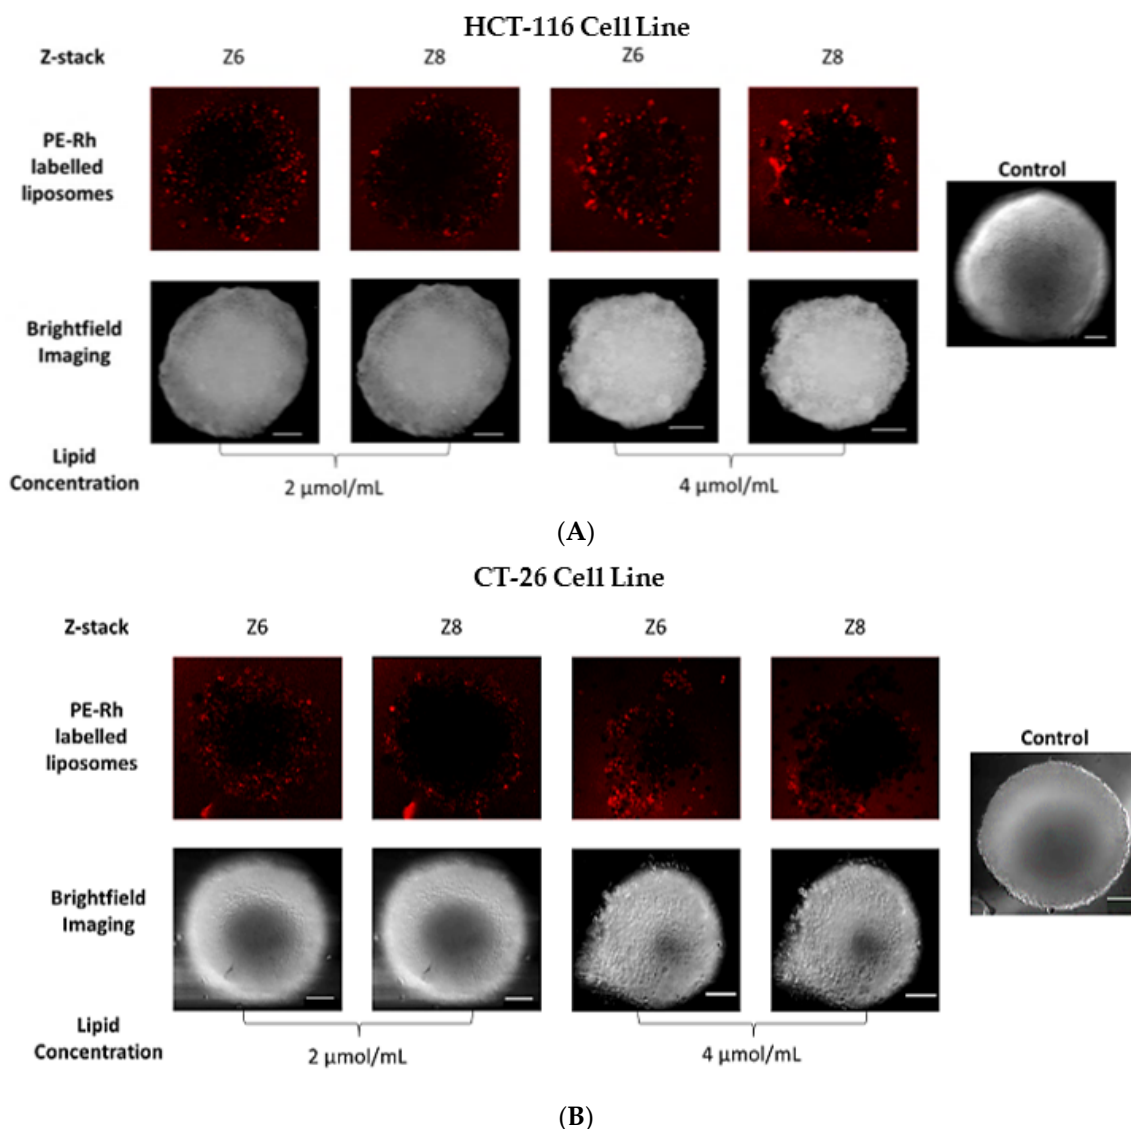 HCT-116 Cell Line
Z-stack Z6 Z8 Z6 Z8
PE-Rh
labelled
liposomes
Control
Brightfield
Imaging
Lipid
Concentration
2 µmol/mL 4 µmol/mL
(A)
CT-26 Cell Line
Z-stack Z6 Z8 Z6 Z8
PE-Rh
labelled
liposomes
Control
Brightfield
Imaging
Lipid
Concentration
2 µmol/mL 4 µmol/mL
(B)